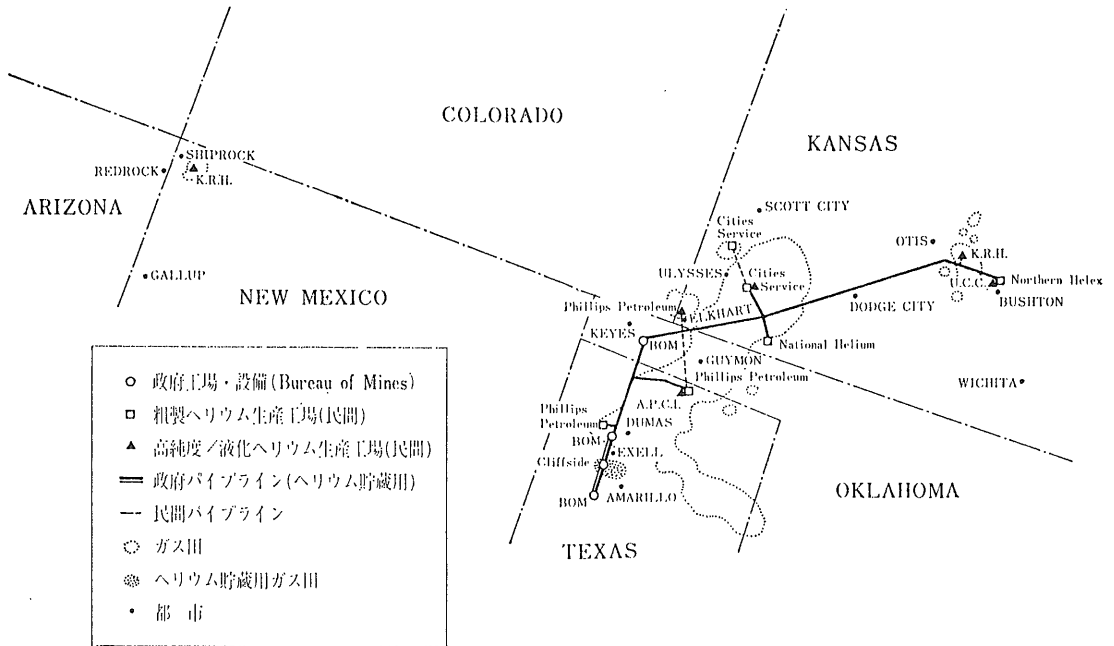 COLORADO
KANSAS
SHIPROCK
REDROCK
K.R.H.
ARIZONA
SCOTT CITY
Cities
Service
OTIS
K.R.H.
GALLUP
ULYSSES
Cities
Service
U.C.C.
Northern Helex
BUSHTON
NEW MEXICO
Phillips Petroleum
ELKHART
DODGE CITY
KEYES
BOM
National Helium
GUYMON
Phillips Petroleum
WICHITA
A.P.C.I.
Phillips
Petroleum
DUMAS
BOM
EXELL
Cliffside
AMARILLO
BOM
OKLAHOMA
TEXAS
政府工場・設備(Bureau of Mines)
粗製ヘリウム生産工場(民間)
高純度/液化ヘリウム生産工場(民間)
政府パイプライン(ヘリウム貯蔵用)
民間パイプライン
ガス田
ヘリウム貯蔵用ガス田
都 市